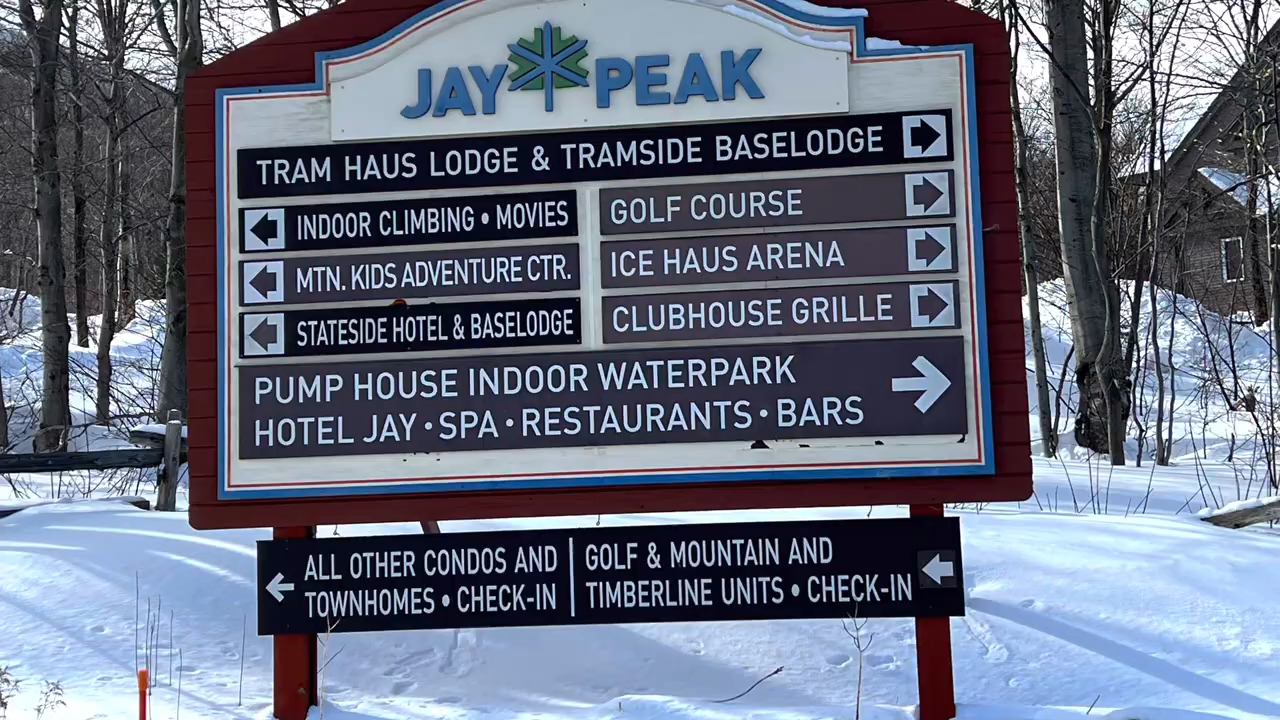 JAY PEAK
TRAM HAUS LODGE & TRAMSIDE BASELODGE
INDOOR CLIMBING • MOVIES
MTN. KIDS ADVENTURE CTR.
STATESIDE HOTEL & BASELODGE
GOLF COURSE
ICE HAUS ARENA
CLUBHOUSE GRILLE
PUMP HOUSE INDOOR WATERPARK
HOTEL JAY • SPA • RESTAURANTS • BARS
ALL OTHER CONDOS AND
TOWNHOMES • CHECK-IN
GOLF & MOUNTAIN AND
TIMBERLINE UNITS • CHECK-IN